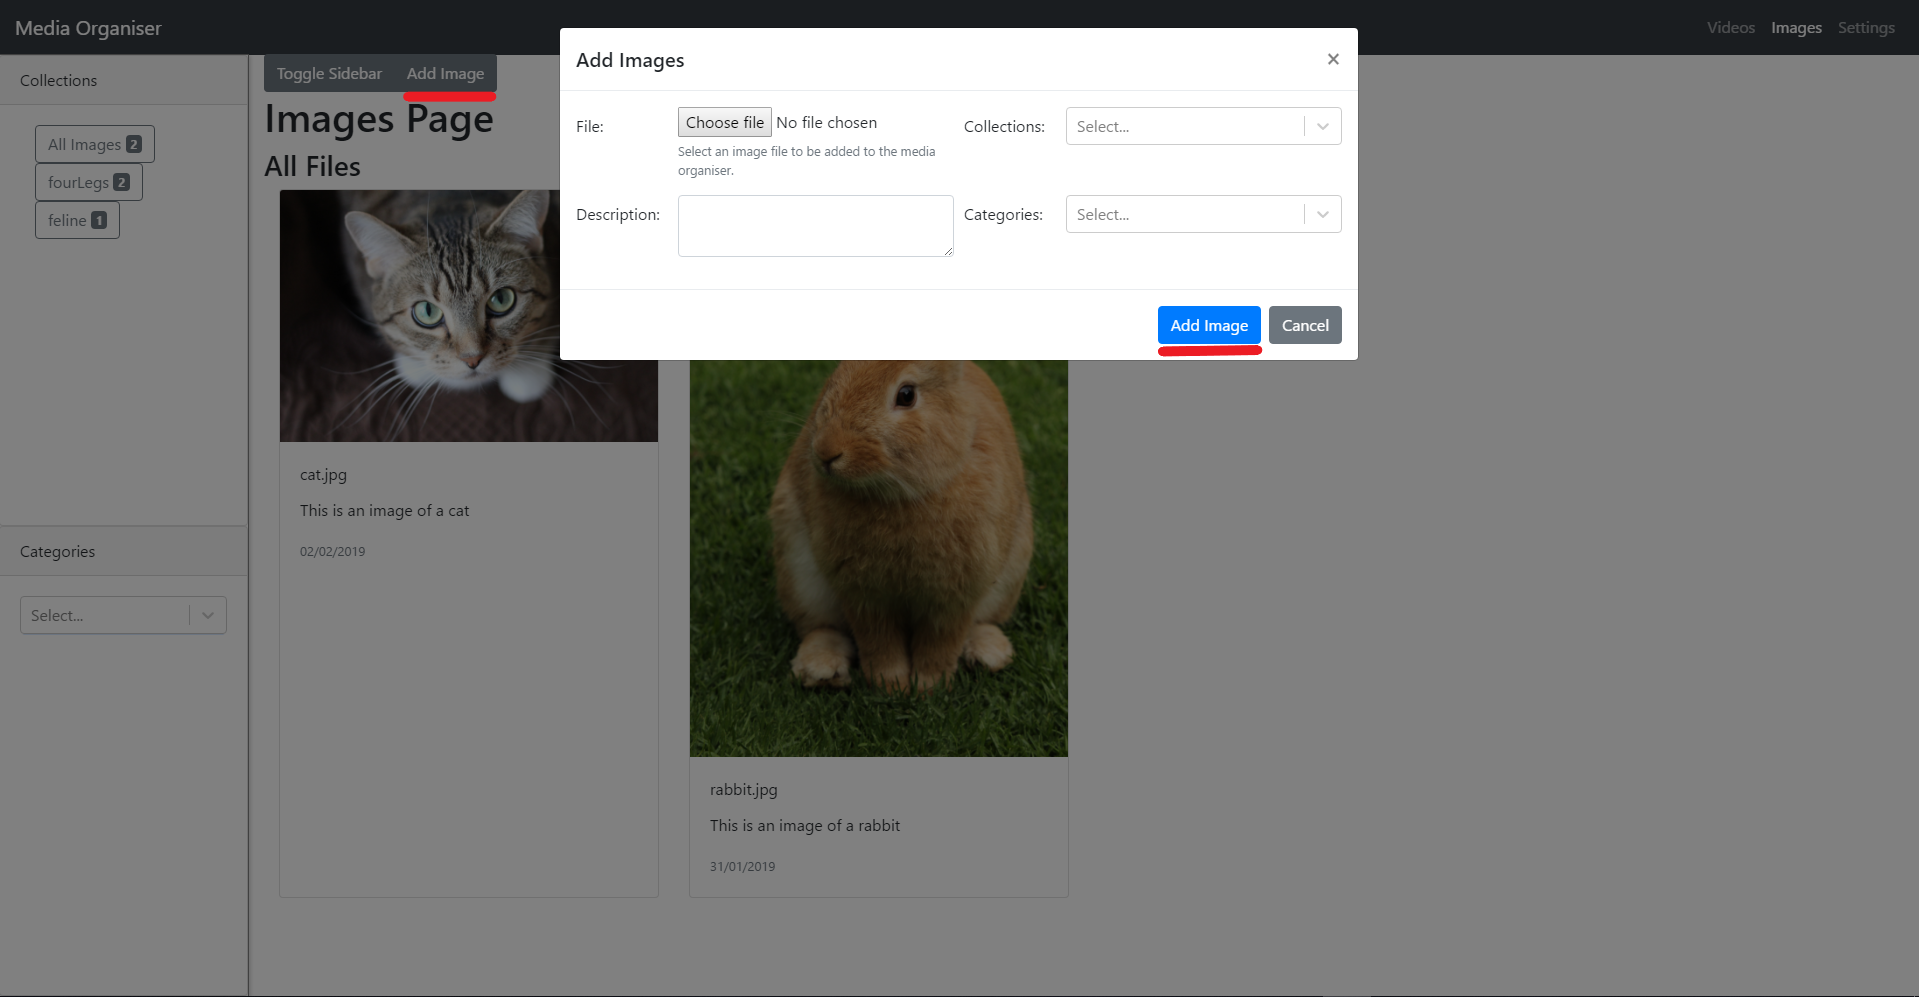 Media Organiser
Videos Images Settings
Collections
All Images 2
fourLegs 2
feline 1
Categories
Select...
Toggle Sidebar Add Image
Images Page
All Files
cat.jpg
This is an image of a cat
02/02/2019
rabbit.jpg
This is an image of a rabbit
31/01/2019
Add Images ×
File: Choose file No file chosen
Select an image file to be added to the media
organiser.
Collections: Select...
Description:
Categories: Select...
Add Image Cancel